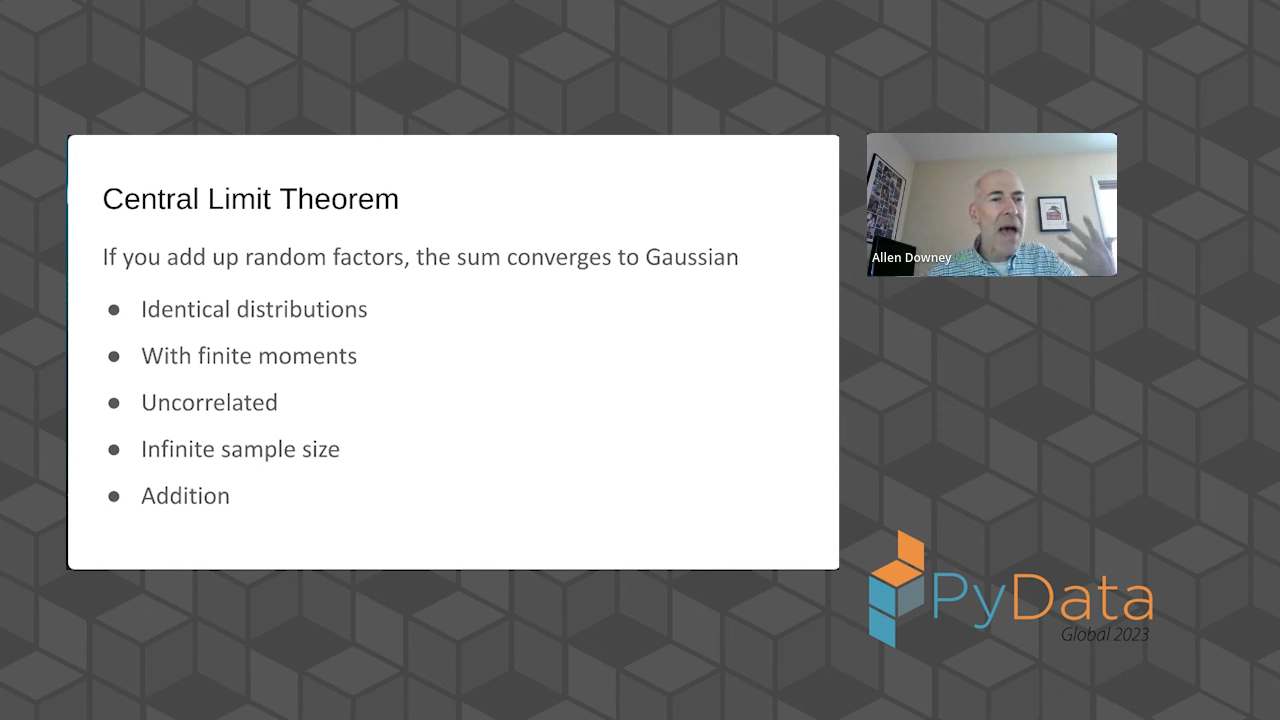 Central Limit Theorem
If you add up random factors, the sum converges to Gaussian
● Identical distributions
● With finite moments
● Uncorrelated
● Infinite sample size
● Addition
Allen Downey
PyData
Global 2023